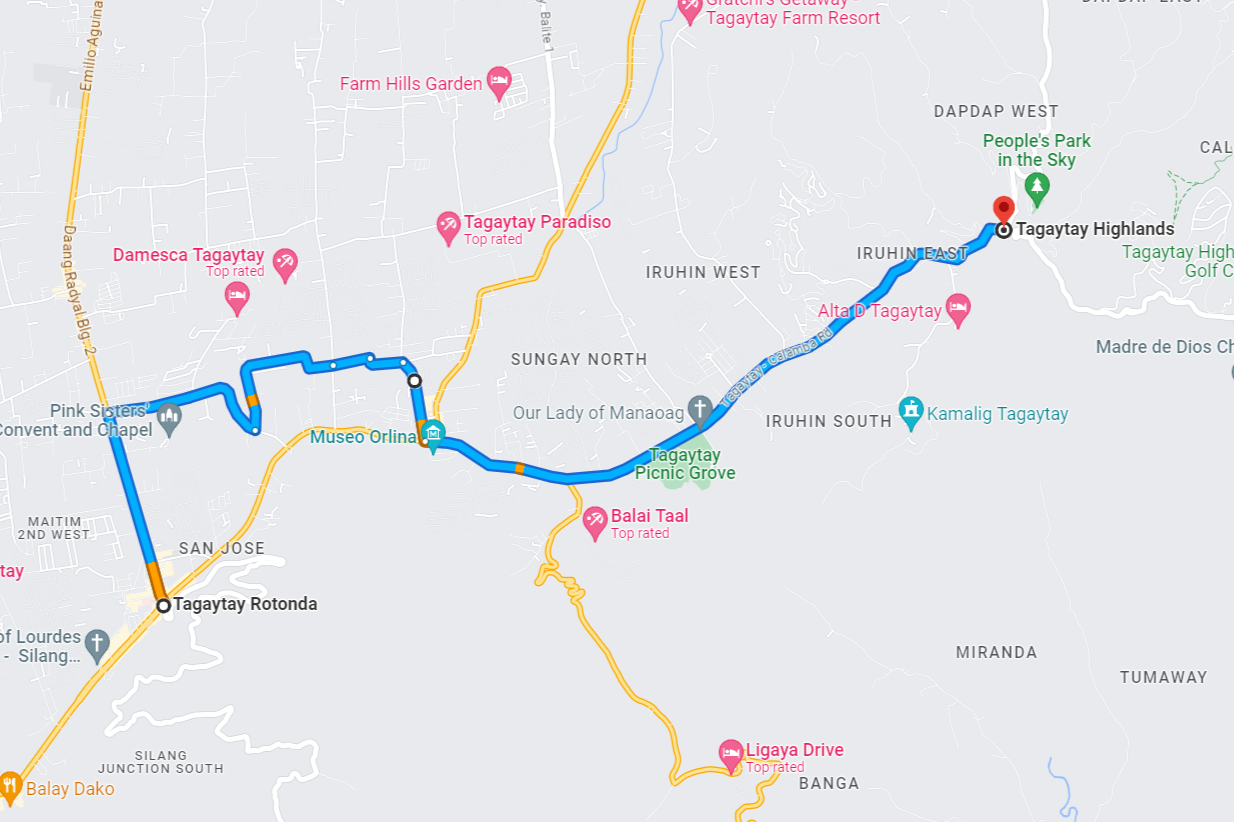 Gratchi's Getaway -
Tagaytay Farm Resort
DAPDAP EAST
Emilio Aguina
y. Balite 1
Farm Hills Garden
DAPDAP WEST
People's Park
in the Sky
CAL
Tagaytay Paradiso
Top rated
Tagaytay Highlands
Damesca Tagaytay
Top rated
Daang Radyal Blg. 2
IRUHIN EAST
Tagaytay High
Golf C
IRUHIN WEST
Alta D Tagaytay
SUNGAY NORTH
Tagaytay - Calamba Rd
Madre de Dios Ch
Pink Sisters'
Convent and Chapel
Our Lady of Manaoag
IRUHIN SOUTH
Kamalig Tagaytay
Museo Orlina
Tagaytay
Picnic Grove
MAITIM
2ND WEST
SAN JOSE
Balai Taal
Top rated
tay
Tagaytay Rotonda
of Lourdes
- Silang...
MIRANDA
TUMAWAY
SILANG
JUNCTION SOUTH
Ligaya Drive
Top rated
BANGA
Balay Dako